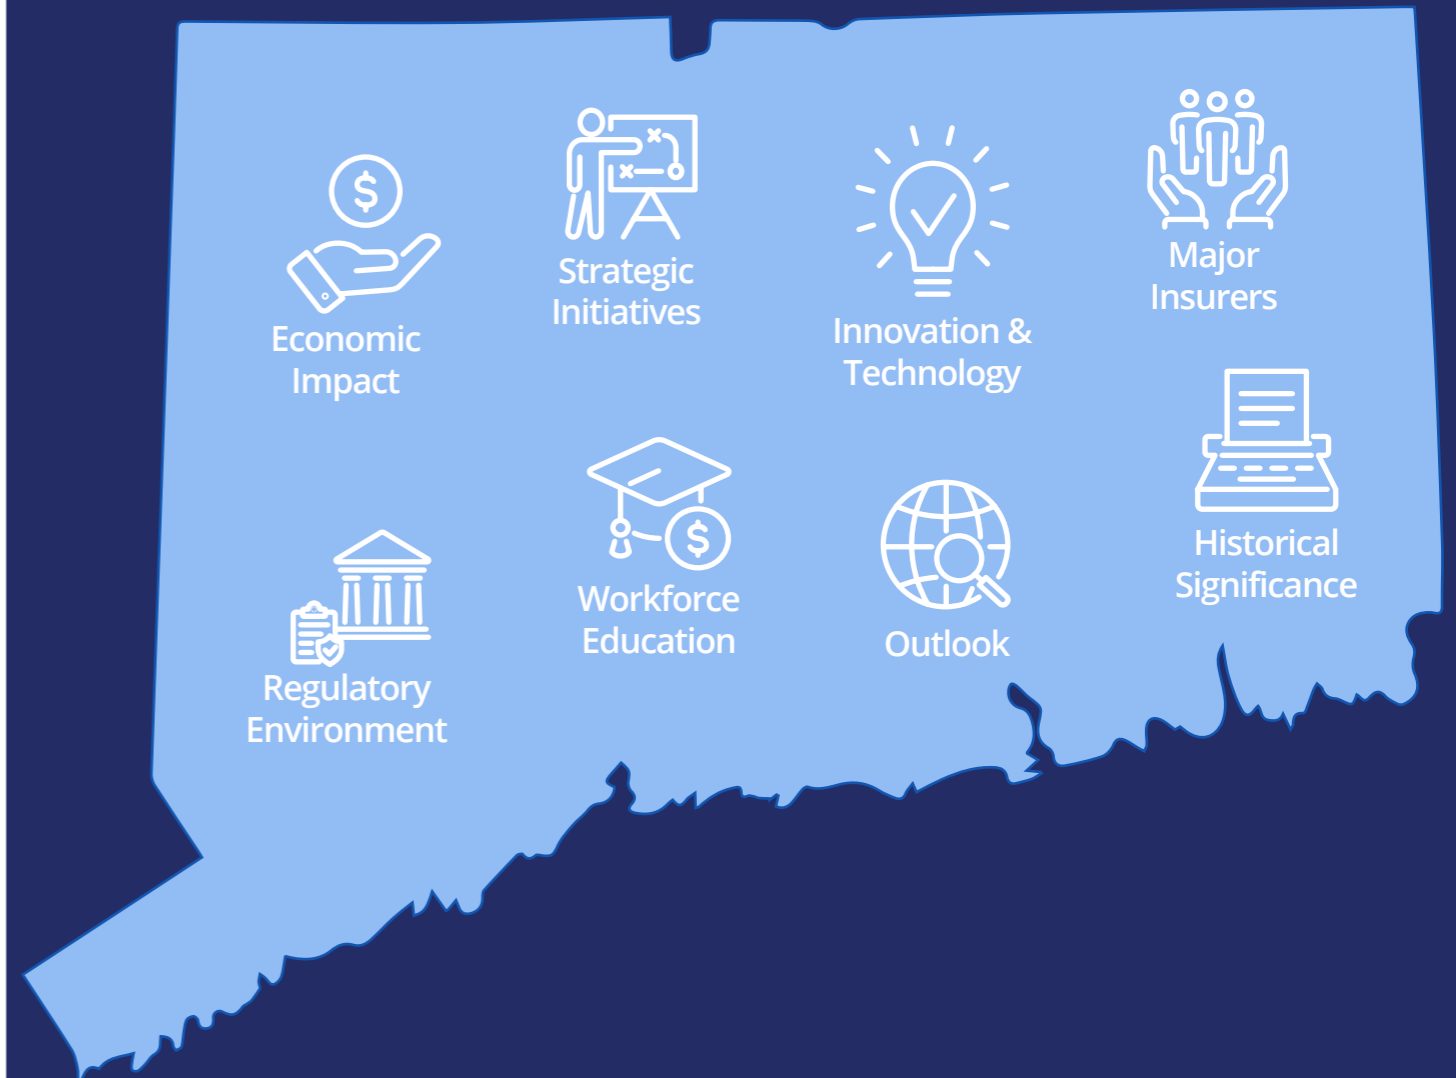 Economic
Impact
Strategic
Initiatives
Innovation &
Technology
Major
Insurers
Regulatory
Environment
Workforce
Education
Outlook
Historical
Significance